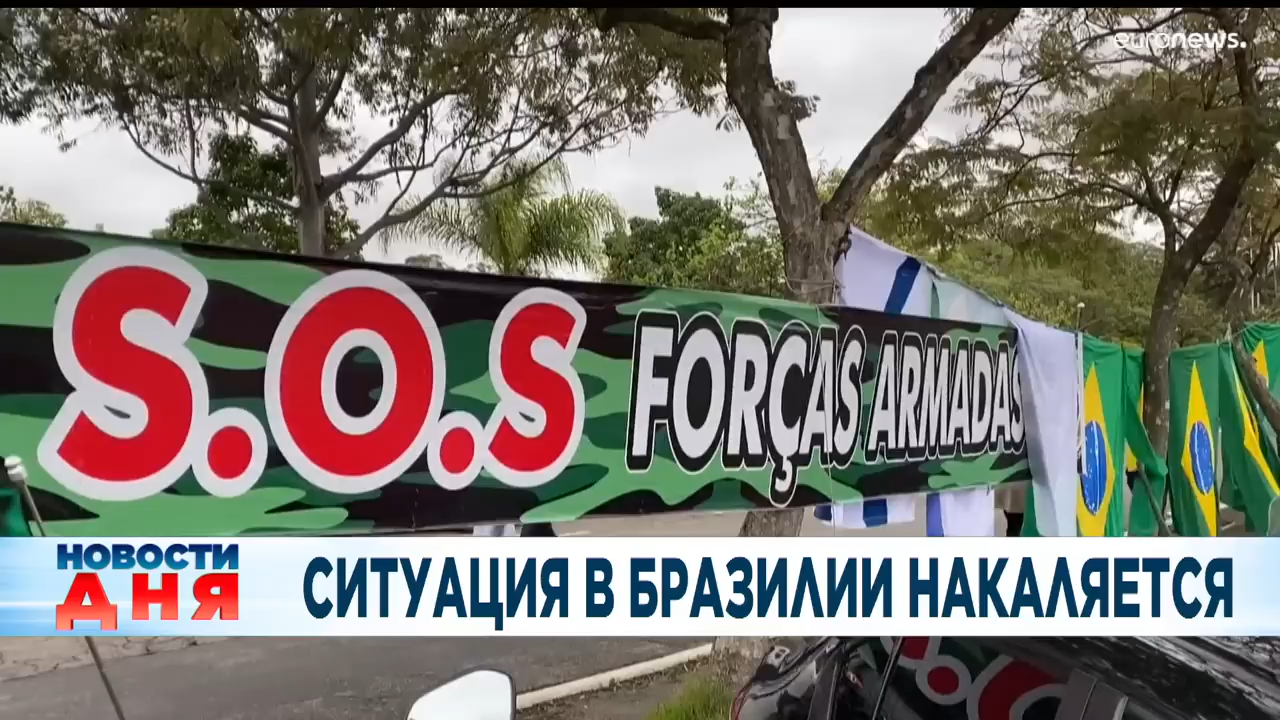 euronews.
S.O.S FORÇAS ARMADAS
НОВОСТИ
ДНЯ
СИТУАЦИЯ В БРАЗИЛИИ НАКАЛЯЕТСЯ